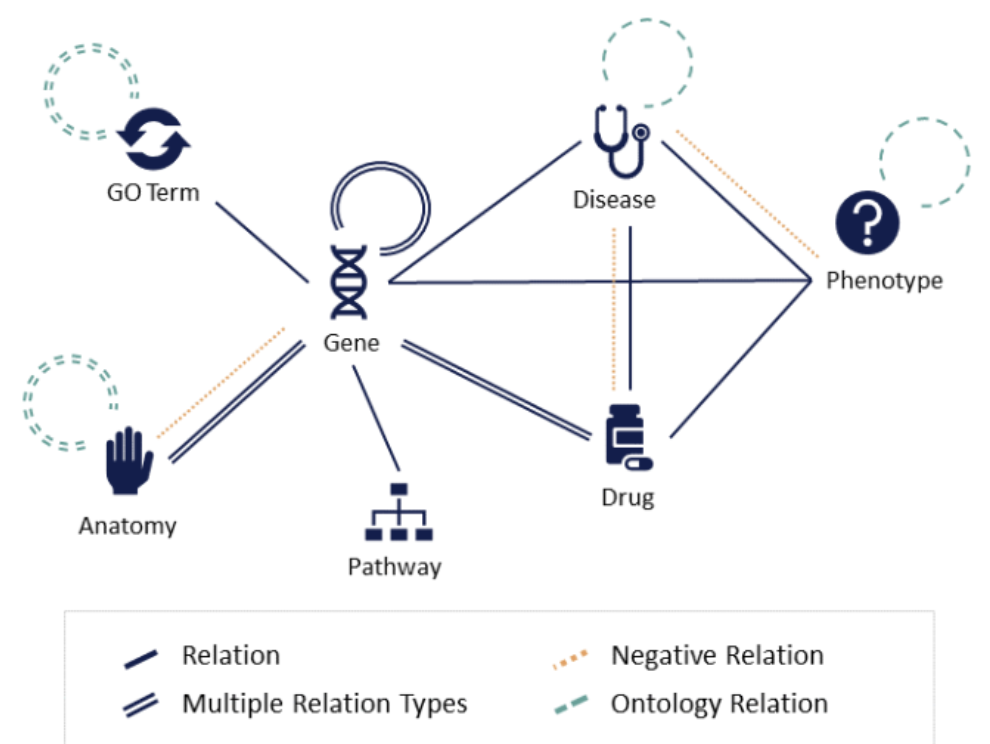 GO Term
Disease
Phenotype
Gene
Drug
Anatomy
Pathway
Relation
Negative Relation
Multiple Relation Types
Ontology Relation